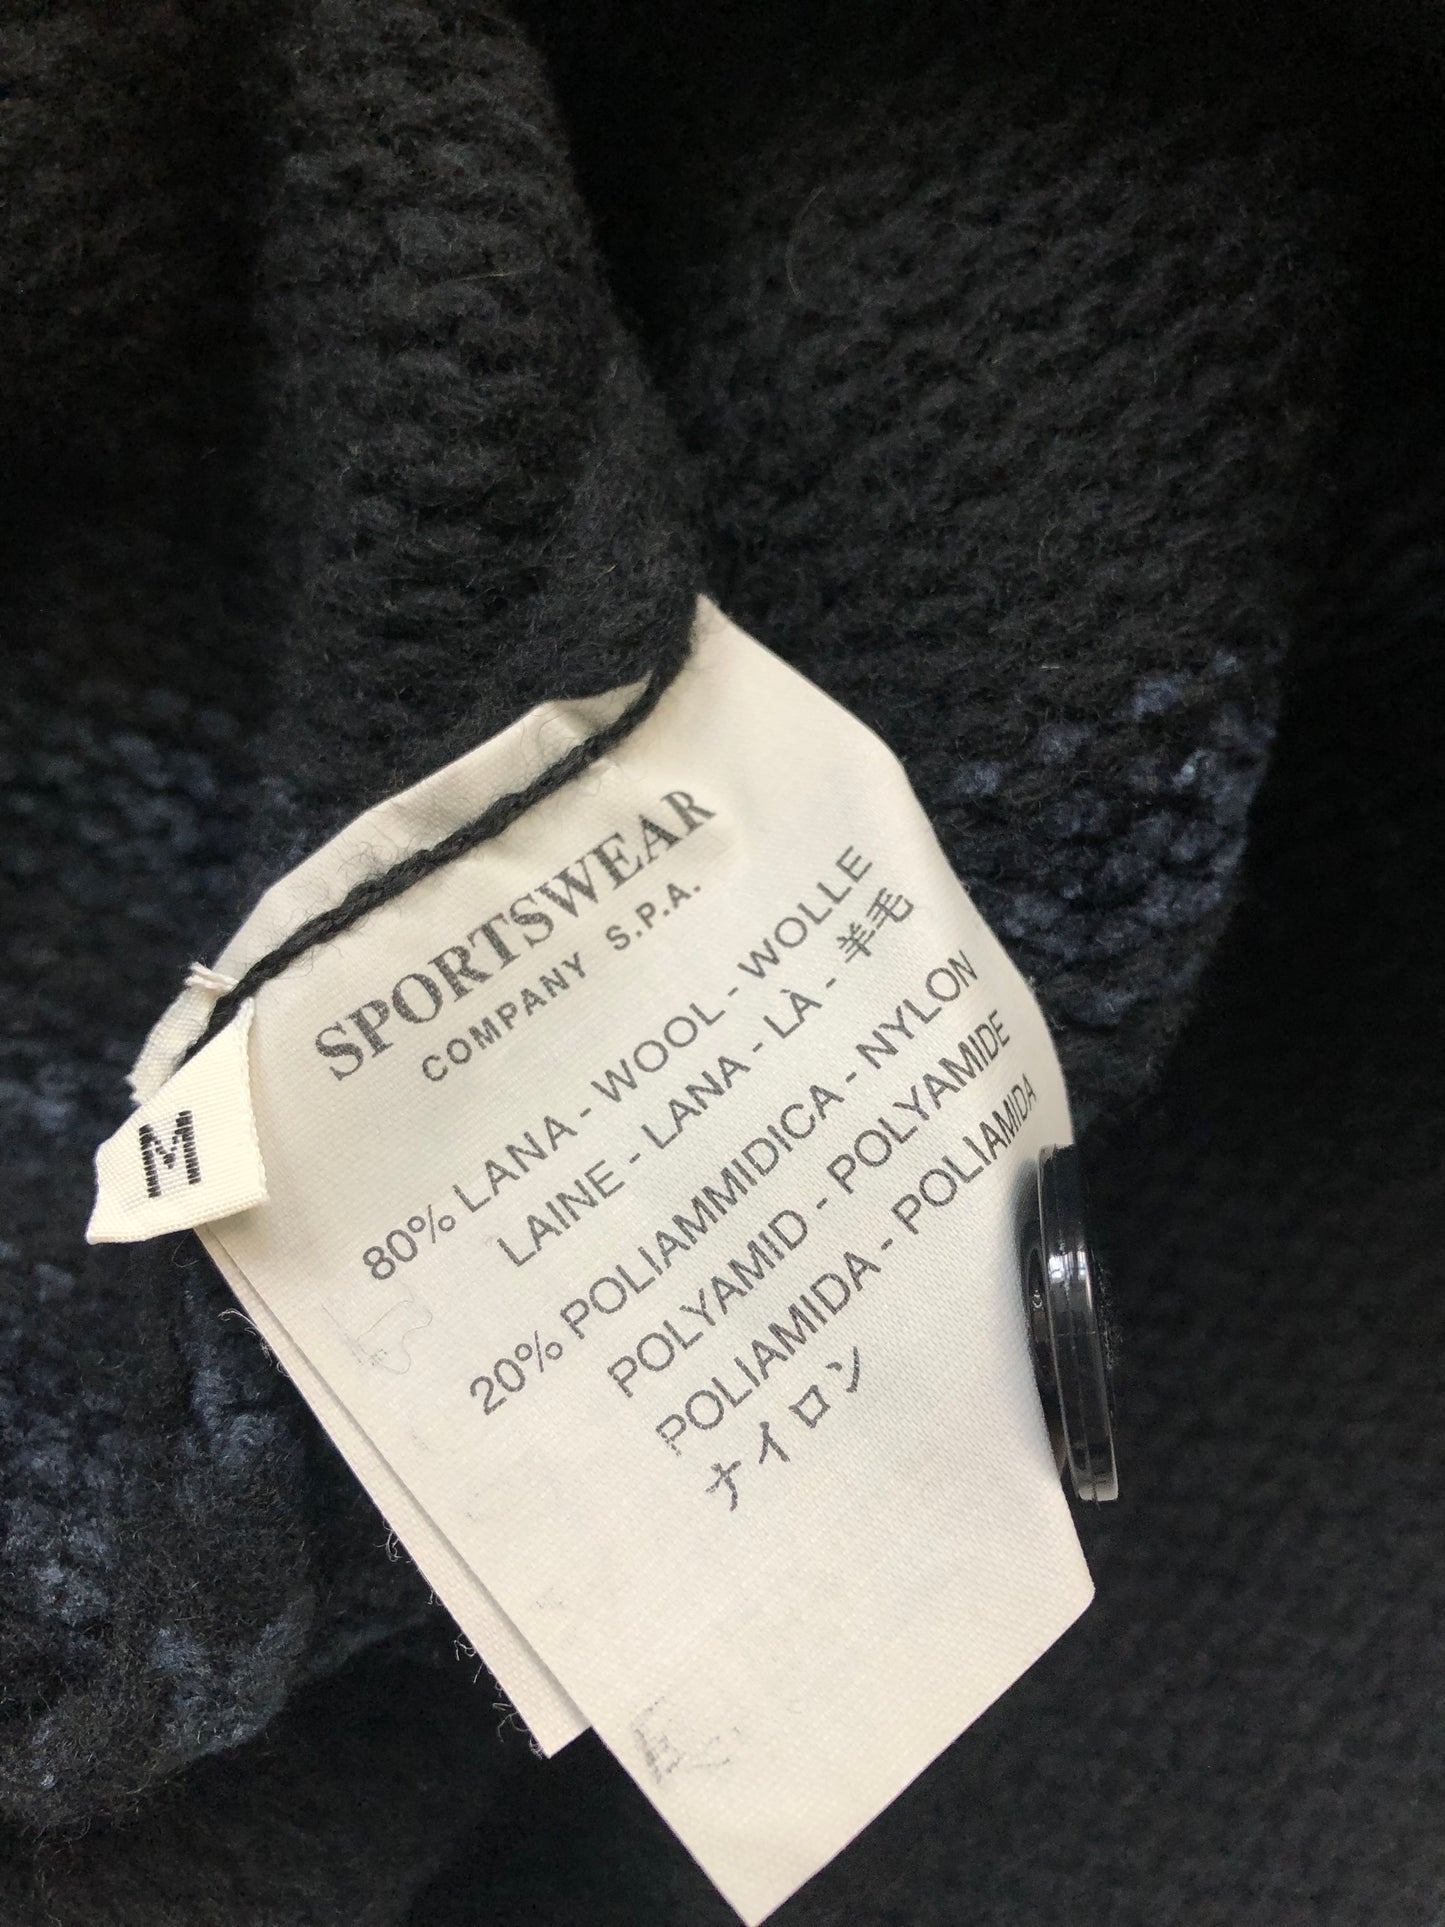 SPORTSWEAR
COMPANY S.P.A.
M
80% LANA - WOOL - WOLLE
LAINE - LANA - LÀ - 羊毛
20% POLIAMMIDICA - NYLON
POLYAMID - POLYAMIDE
POLIAMIDA - POLIAMIDA
ナイロン